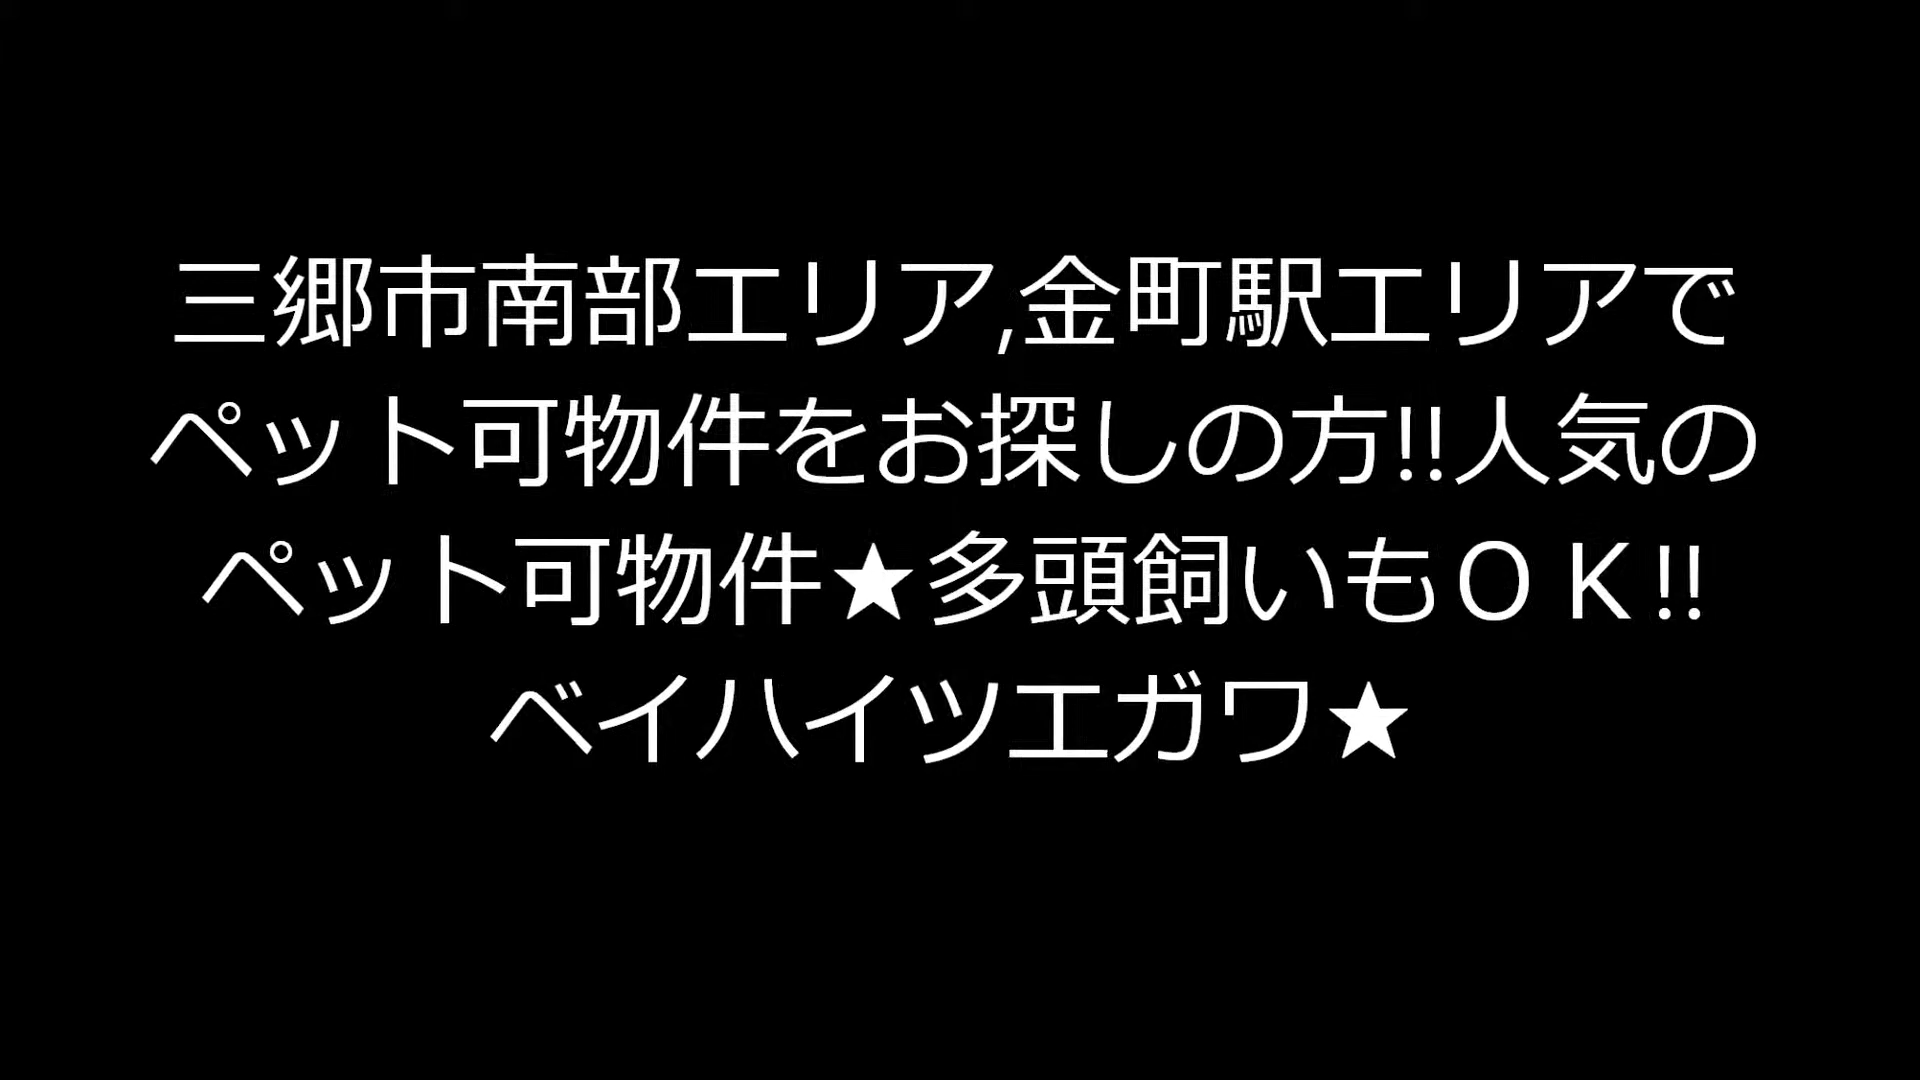 三郷市南部エリア,金町駅エリアで
ペット可物件をお探しの方!!人気の
ペット可物件★多頭飼いもＯＫ!!
ベイハイツエガワ★